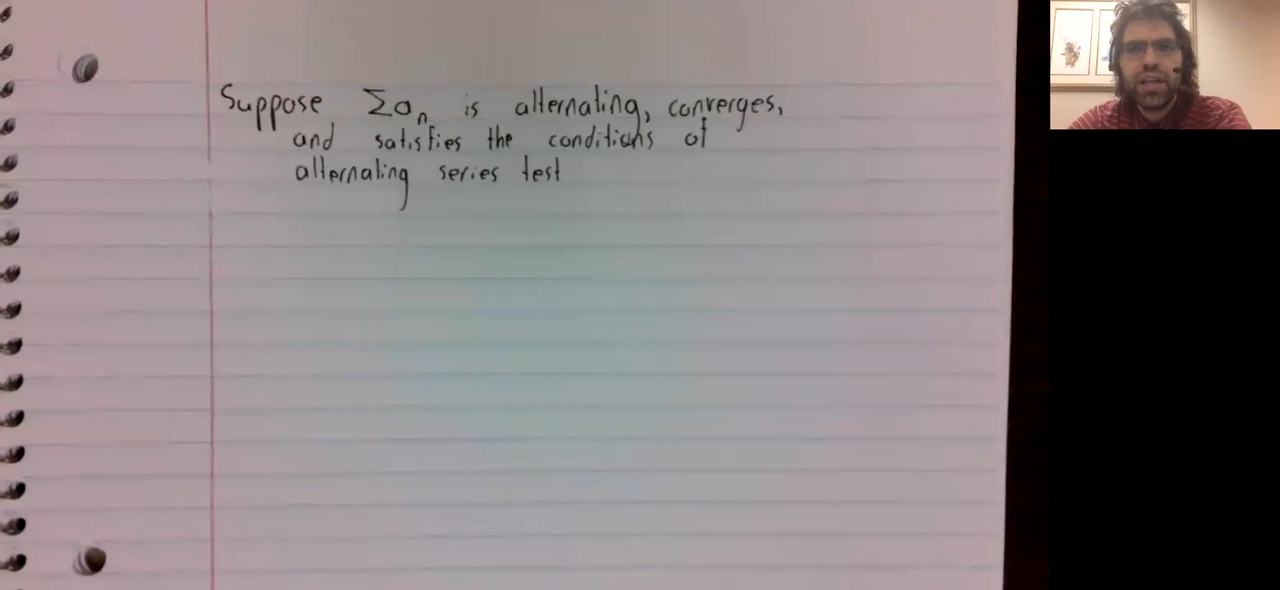 Suppose Σaₙ is alternating, converges,
and satisfies the conditions of
alternating series test